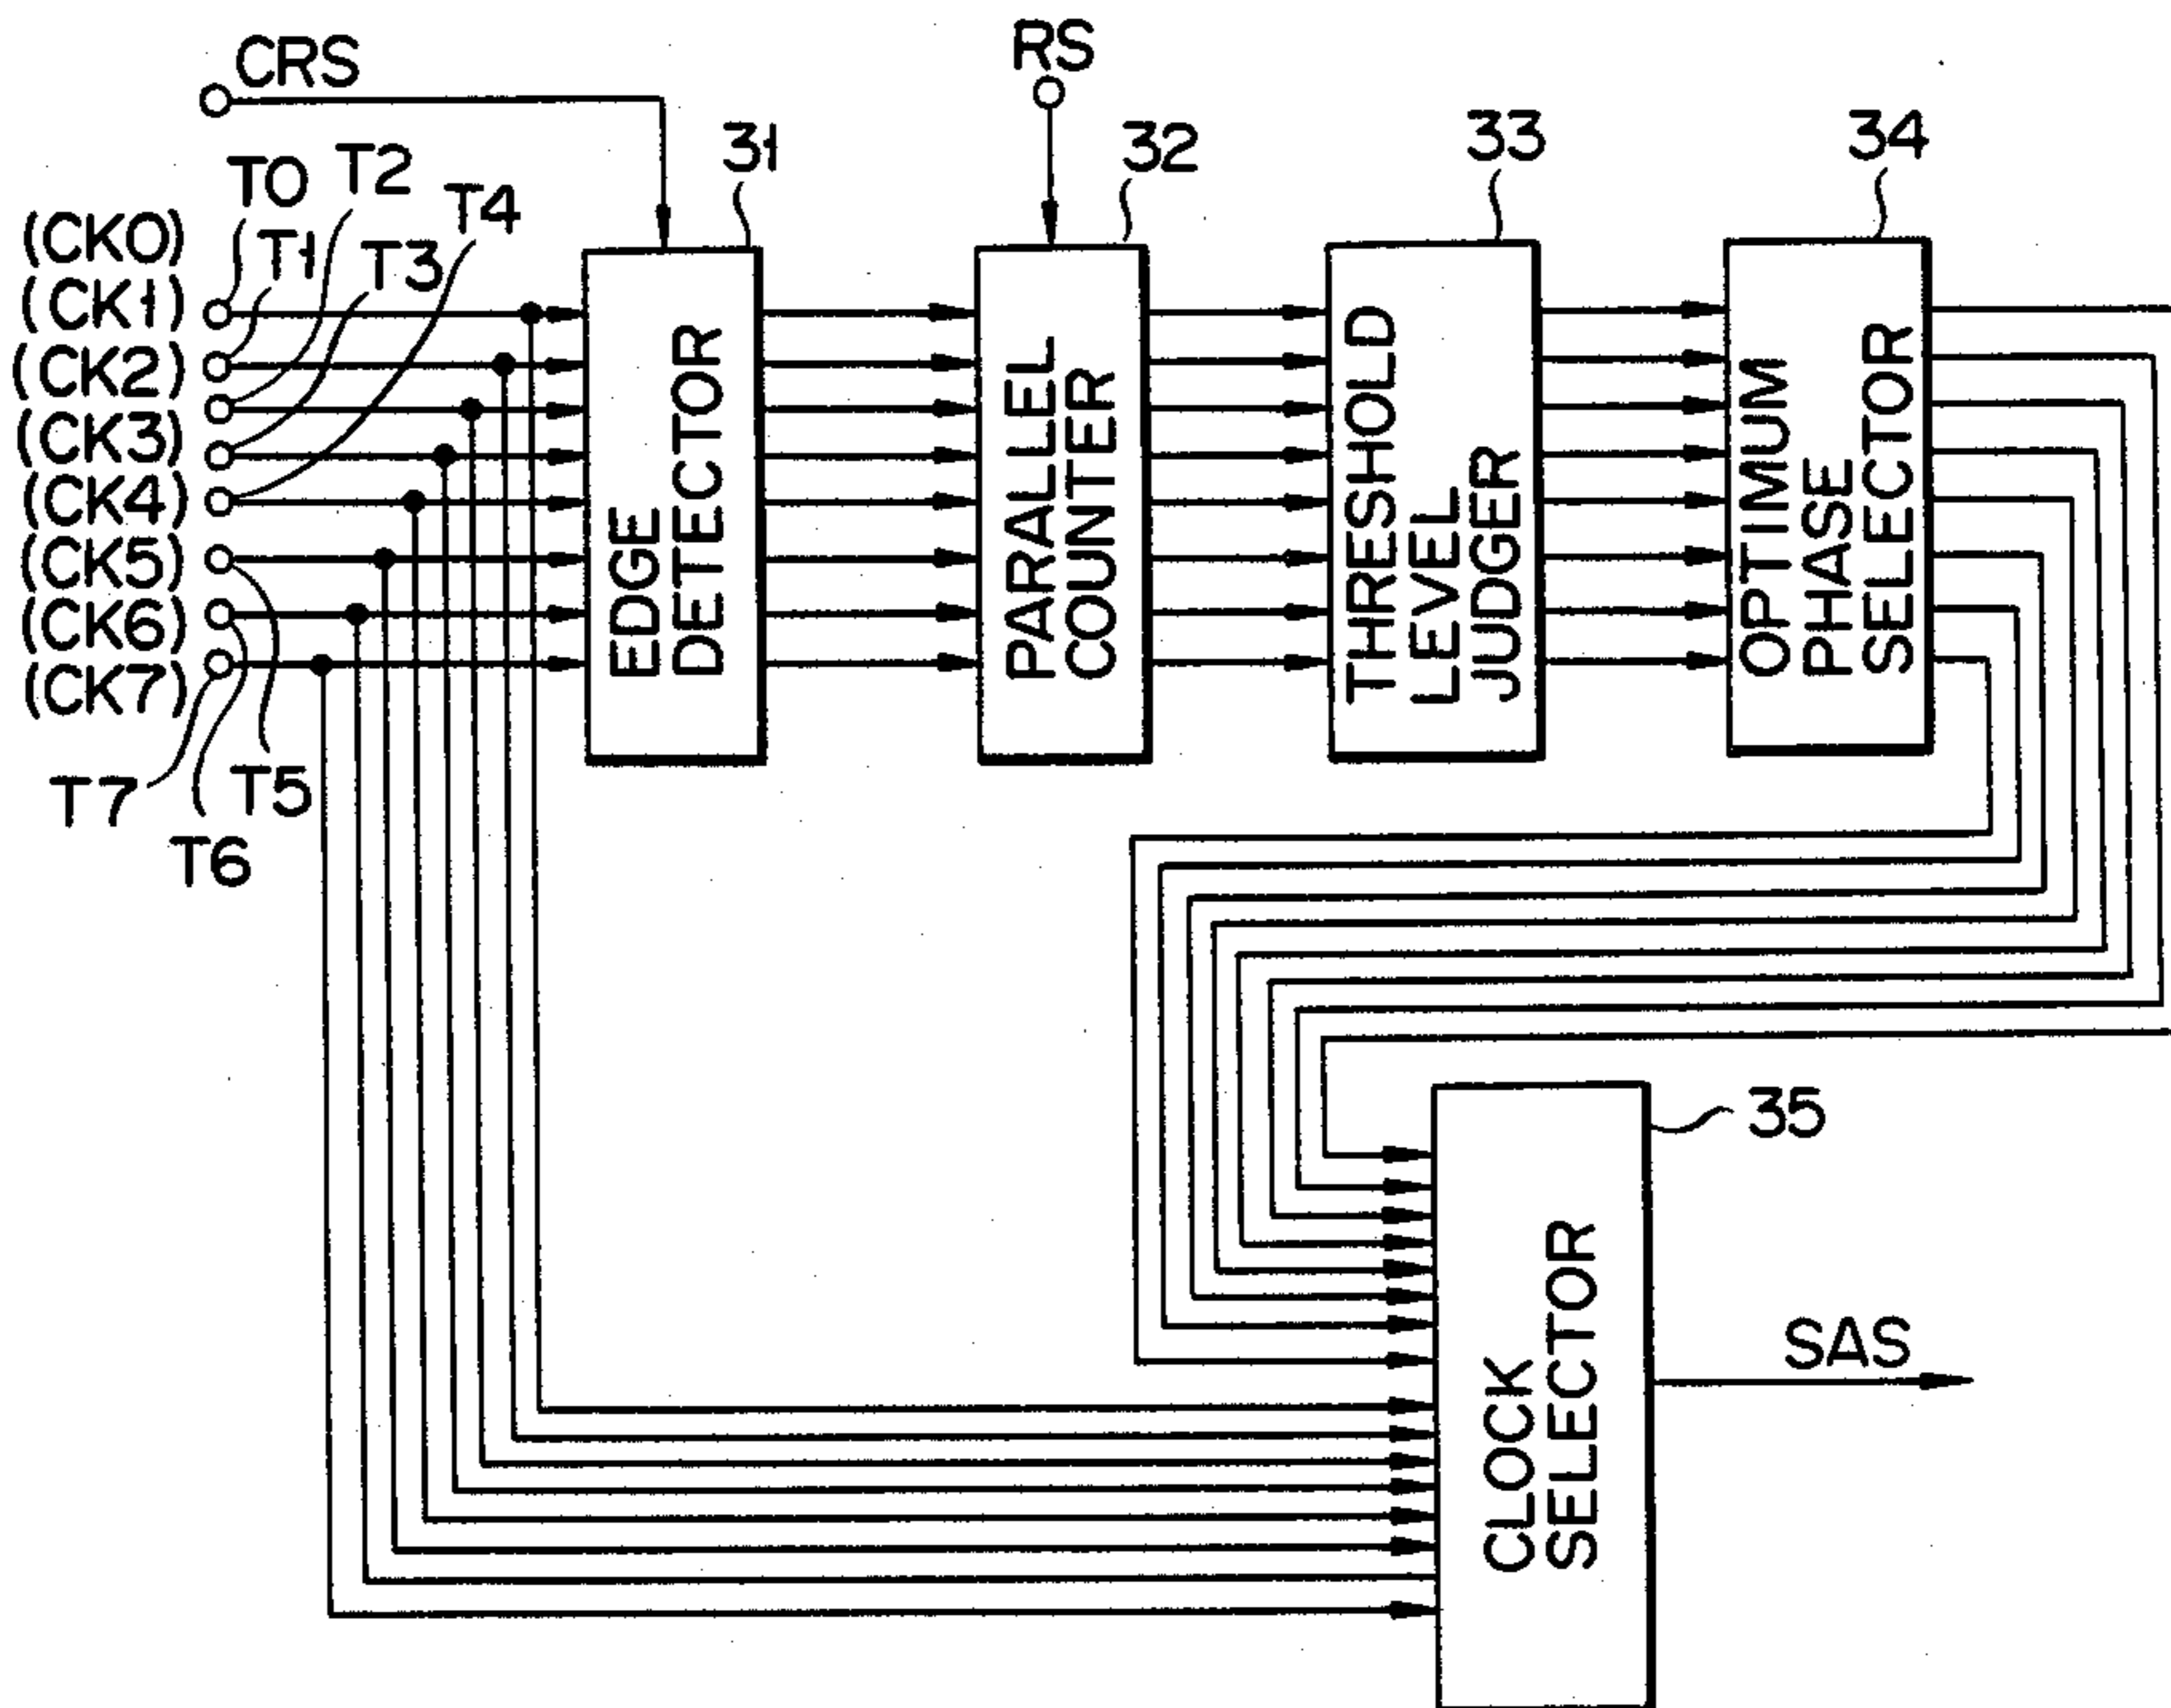 CRS
RS
31
32
33
34
T0
T2
T4
T1
T3
(CK0)
(CK1)
(CK2)
(CK3)
(CK4)
(CK5)
(CK6)
(CK7)
T7
T5
T6
EDGE
DETECTOR
PARALLEL
COUNTER
THRESHOLD
LEVEL
JUDGER
OPTIMUM
PHASE
SELECTOR
35
CLOCK
SELECTOR
SAS